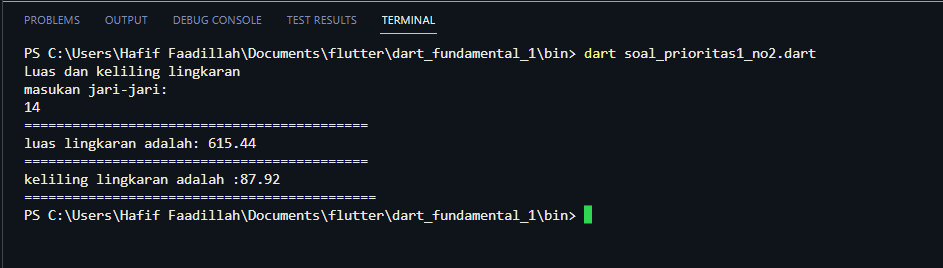 PROBLEMS OUTPUT DEBUG CONSOLE TEST RESULTS TERMINAL
PS C:\Users\Hafif Faadillah\Documents\flutter\dart_fundamental_1\bin> dart soal_prioritas1_no2.dart
Luas dan keliling lingkaran
masukan jari-jari:
14
===========================================
luas lingkaran adalah: 615.44
===========================================
keliling lingkaran adalah :87.92
============================================
PS C:\Users\Hafif Faadillah\Documents\flutter\dart_fundamental_1\bin>